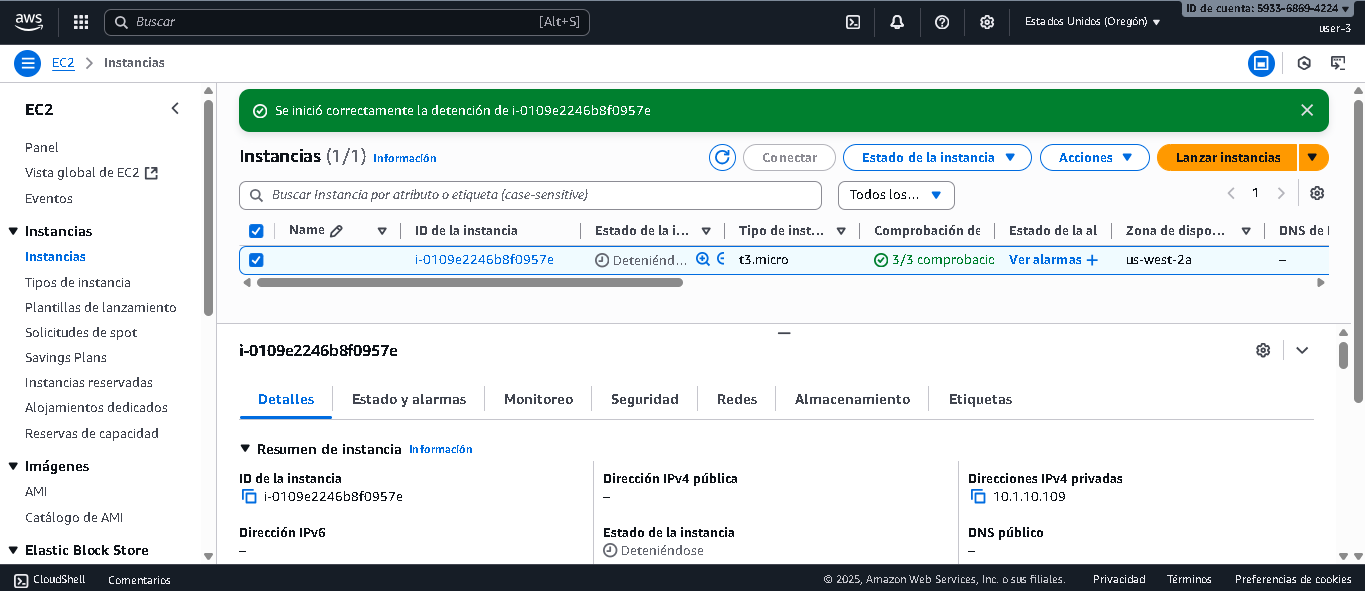 aws
Buscar [Alt+S]
Estados Unidos (Oregón)
ID de cuenta: 5933-6869-4224
user-3
EC2 Instancias
EC2
Panel
Vista global de EC2
Eventos
Instancias
Instancias
Tipos de instancia
Plantillas de lanzamiento
Solicitudes de spot
Savings Plans
Instancias reservadas
Alojamientos dedicados
Reservas de capacidad
Imágenes
AMI
Catálogo de AMI
Elastic Block Store
Se inició correctamente la detención de i-0109e2246b8f0957e
Instancias (1/1) Información
Conectar Estado de la instancia Acciones Lanzar instancias
Buscar Instancia por atributo o etiqueta (case-sensitive) Todos los... 1
Name ID de la instancia Estado de la i... Tipo de inst... Comprobación de Estado de la al Zona de dispo... DNS de
i-0109e2246b8f0957e Deteniénd... t3.micro 3/3 comprobacio Ver alarmas + us-west-2a –
i-0109e2246b8f0957e
Detalles Estado y alarmas Monitoreo Seguridad Redes Almacenamiento Etiquetas
Resumen de instancia Información
ID de la instancia Dirección IPv4 pública Direcciones IPv4 privadas
i-0109e2246b8f0957e – 10.1.10.109
Dirección IPv6 Estado de la instancia DNS público
– Deteniéndose –
CloudShell Comentarios © 2025, Amazon Web Services, Inc. o sus filiales. Privacidad Términos Preferencias de cookies